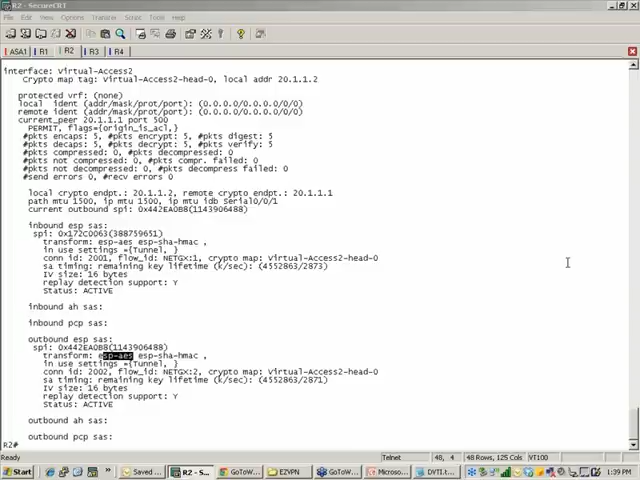 R2 - SecureCRT
File Edit View Options Transfer Script Tools Help
ASA1 R1 R2 R3 R4
interface: Virtual-Access2
Crypto map tag: Virtual-Access2-head-0, local addr 20.1.1.2
protected vrf: (none)
local ident (addr/mask/prot/port): (0.0.0.0/0.0.0.0/0/0)
remote ident (addr/mask/prot/port): (0.0.0.0/0.0.0.0/0/0)
current_peer 20.1.1.1 port 500
PERMIT, flags={origin_is_acl,}
#pkts encaps: 5, #pkts encrypt: 5, #pkts digest: 5
#pkts decaps: 5, #pkts decrypt: 5, #pkts verify: 5
#pkts compressed: 0, #pkts decompressed: 0
#pkts not compressed: 0, #pkts compr. failed: 0
#pkts not decompressed: 0, #pkts decompress failed: 0
#send errors 0, #recv errors 0
local crypto endpt.: 20.1.1.2, remote crypto endpt.: 20.1.1.1
path mtu 1500, ip mtu 1500, ip mtu idb Serial0/0/1
current outbound spi: 0x442EA0B8(1143906488)
inbound esp sas:
spi: 0x172C0063(388759651)
transform: esp-aes esp-sha-hmac ,
in use settings ={Tunnel, }
conn id: 2001, flow_id: NETGX:1, crypto map: Virtual-Access2-head-0
sa timing: remaining key lifetime (k/sec): (4552863/2873)
IV size: 16 bytes
replay detection support: Y
Status: ACTIVE
inbound ah sas:
inbound pcp sas:
outbound esp sas:
spi: 0x442EA0B8(1143906488)
transform: esp-aes esp-sha-hmac ,
in use settings ={Tunnel, }
conn id: 2002, flow_id: NETGX:2, crypto map: Virtual-Access2-head-0
sa timing: remaining key lifetime (k/sec): (4552863/2871)
IV size: 16 bytes
replay detection support: Y
Status: ACTIVE
outbound ah sas:
outbound pcp sas:
R2#
Ready Telnet 48, 4 48 Rows, 125 Cols VT100
Start Saved ... R2 - S... GoToW... EZVPN GoToW... Microso... DVTI.t... 1:39 PM